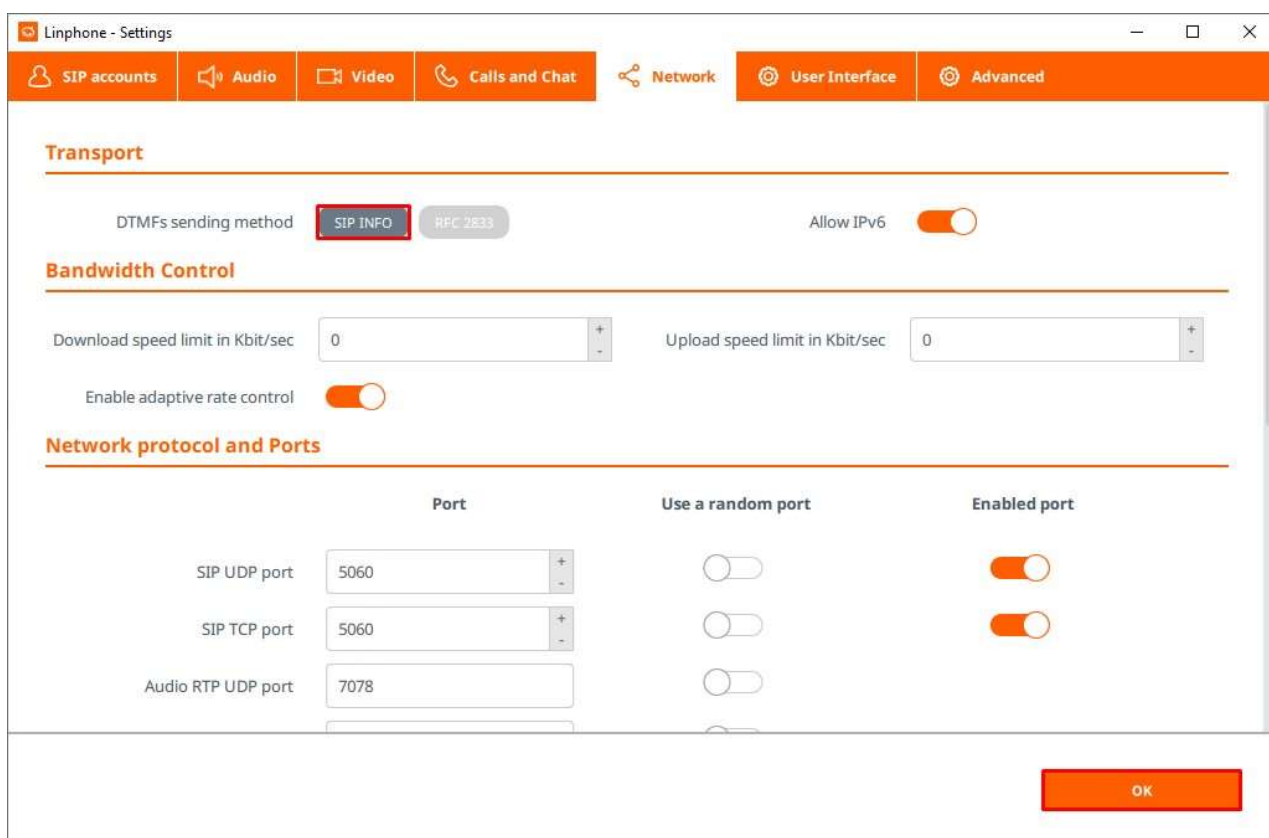 Linphone - Settings
SIP accounts Audio Video Calls and Chat Network User Interface Advanced
Transport
DTMFs sending method SIP INFO RFC 2833 Allow IPv6
Bandwidth Control
Download speed limit in Kbit/sec 0 + - Upload speed limit in Kbit/sec 0 + -
Enable adaptive rate control
Network protocol and Ports
Port Use a random port Enabled port
SIP UDP port 5060 + -
SIP TCP port 5060 + -
Audio RTP UDP port 7078
OK